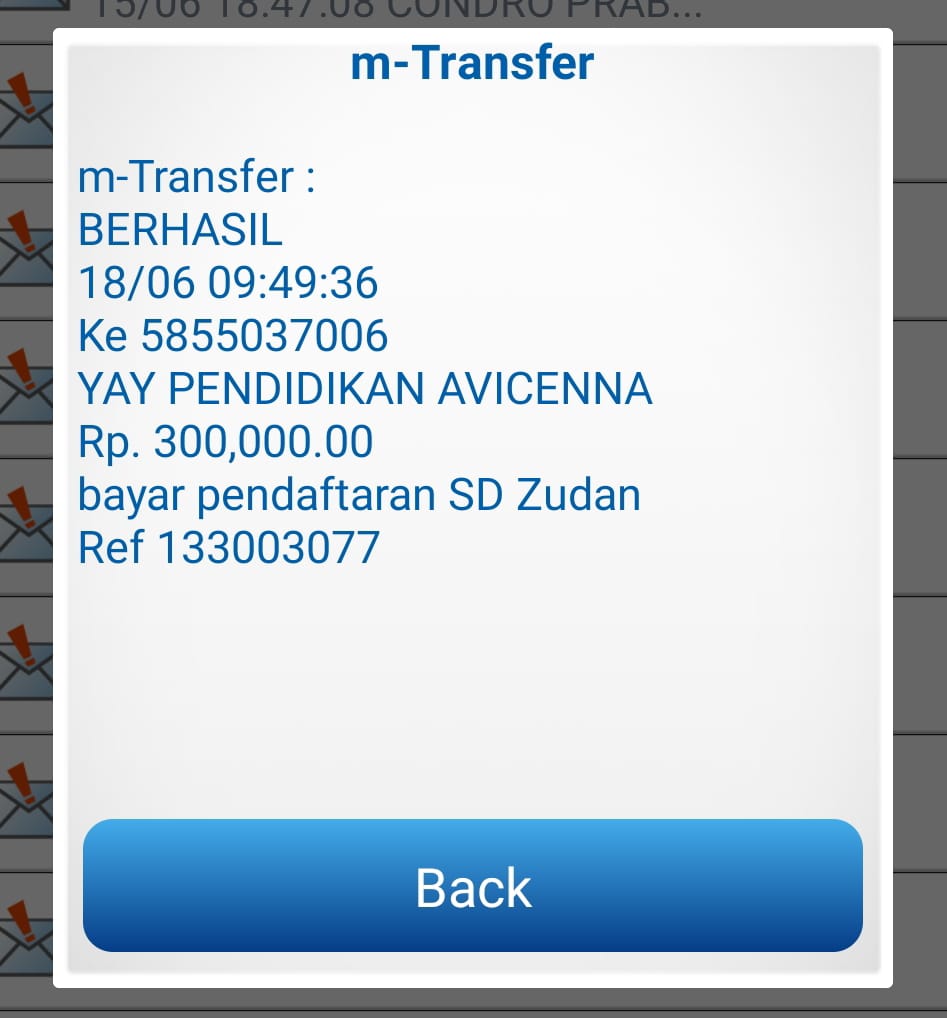 15/06 18:47:08 CONDRO PRAB...
m-Transfer
m-Transfer :
BERHASIL
18/06 09:49:36
Ke 5855037006
YAY PENDIDIKAN AVICENNA
Rp. 300,000.00
bayar pendaftaran SD Zudan
Ref 133003077
Back